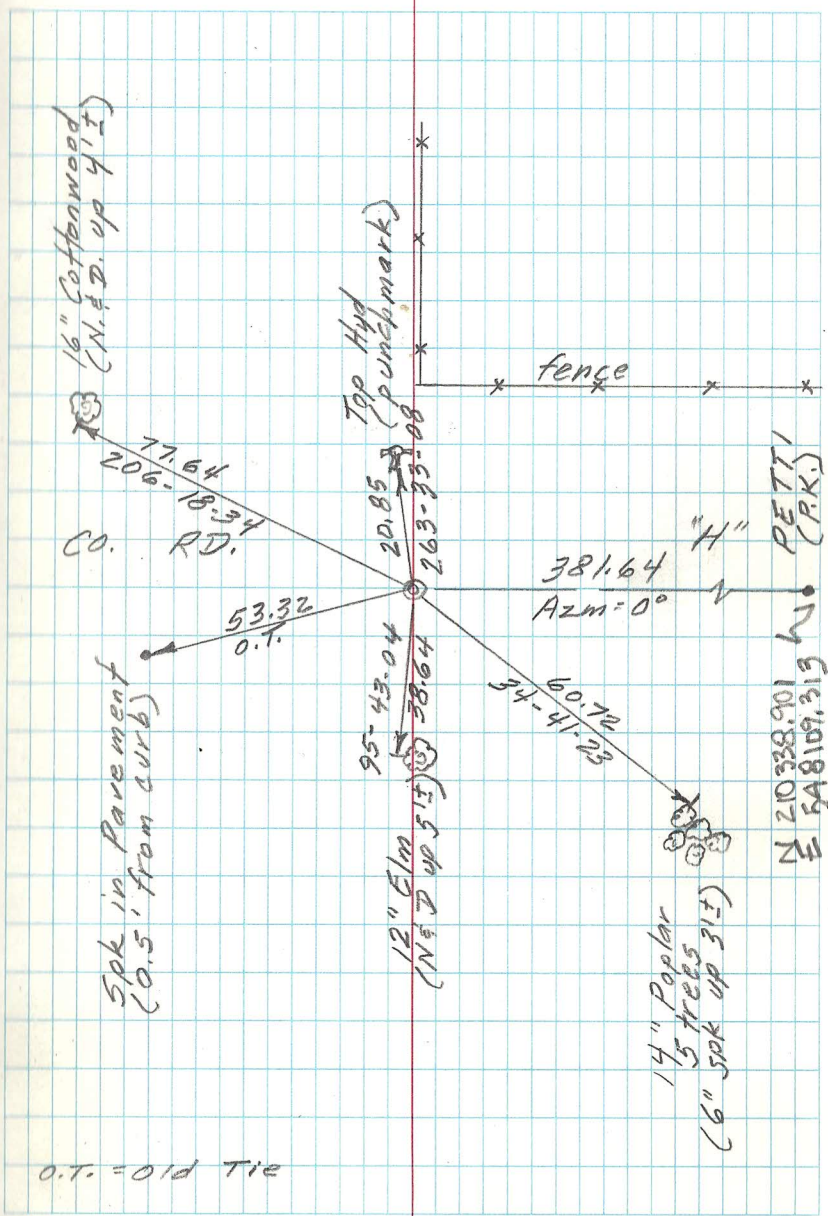 16" Cottonwood
(N.&D. up 4'±)
77.64
206-18-34
CO. RD. "H"
Top Hyd
(punchmark)
20.85
263-33-08
fence
53.32
O.T.
Spk in Pavement
(0.5' from curb)
381.64
Azm=0°
PETTI
(P.K.)
N 210338.901
E
95-43-04
38.64
12" Elm
(N&D up 5'±)
60.72
34-41-23
14" Poplar
5 trees
(6" spk up 3'±)
O.T. = Old Tie